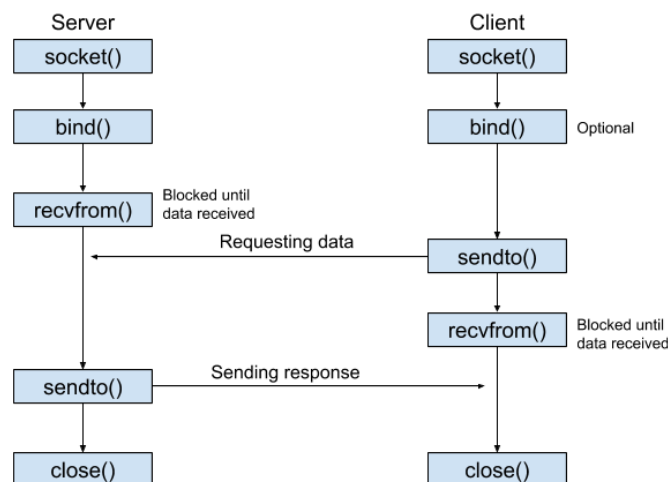 Server
Client
socket()
socket()
bind()
bind()
Optional
recvfrom()
Blocked until
data received
Requesting data
sendto()
recvfrom()
Blocked until
data received
sendto()
Sending response
close()
close()